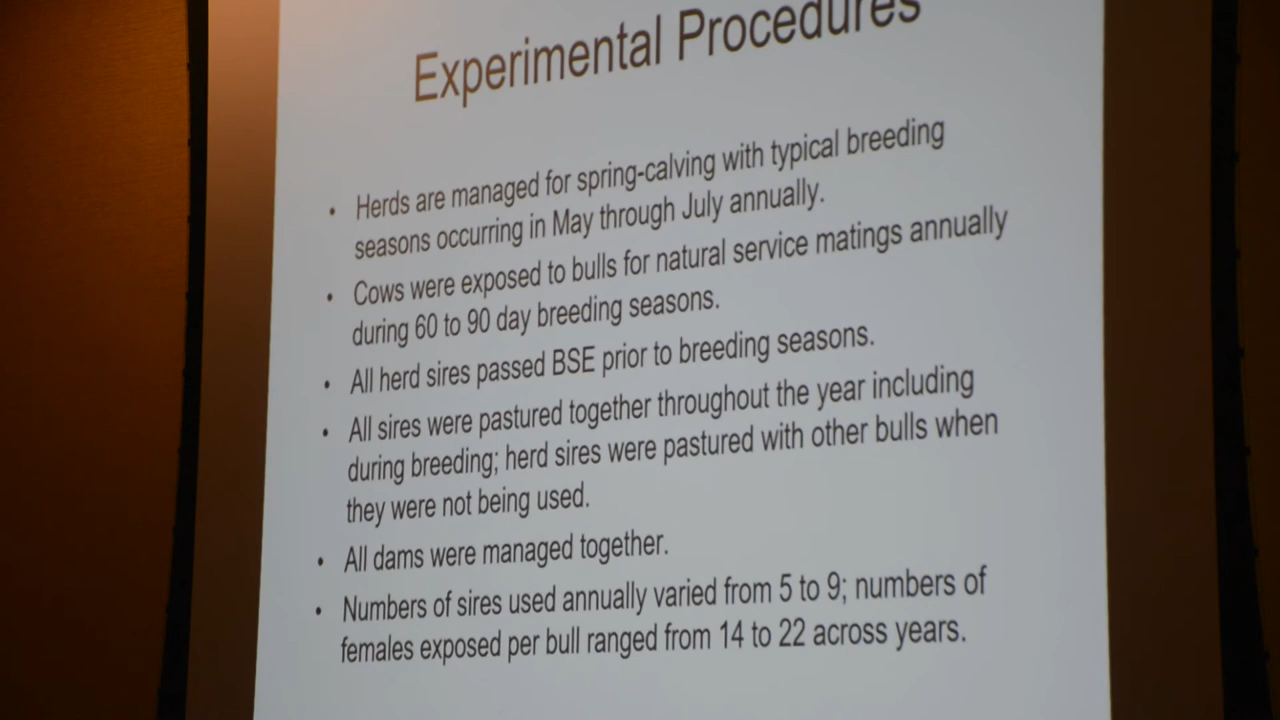 Experimental Procedures
• Herds are managed for spring-calving with typical breeding
seasons occurring in May through July annually.
• Cows were exposed to bulls for natural service matings annually
during 60 to 90 day breeding seasons.
• All herd sires passed BSE prior to breeding seasons.
• All sires were pastured together throughout the year including
during breeding; herd sires were pastured with other bulls when
they were not being used.
• All dams were managed together.
• Numbers of sires used annually varied from 5 to 9; numbers of
females exposed per bull ranged from 14 to 22 across years.